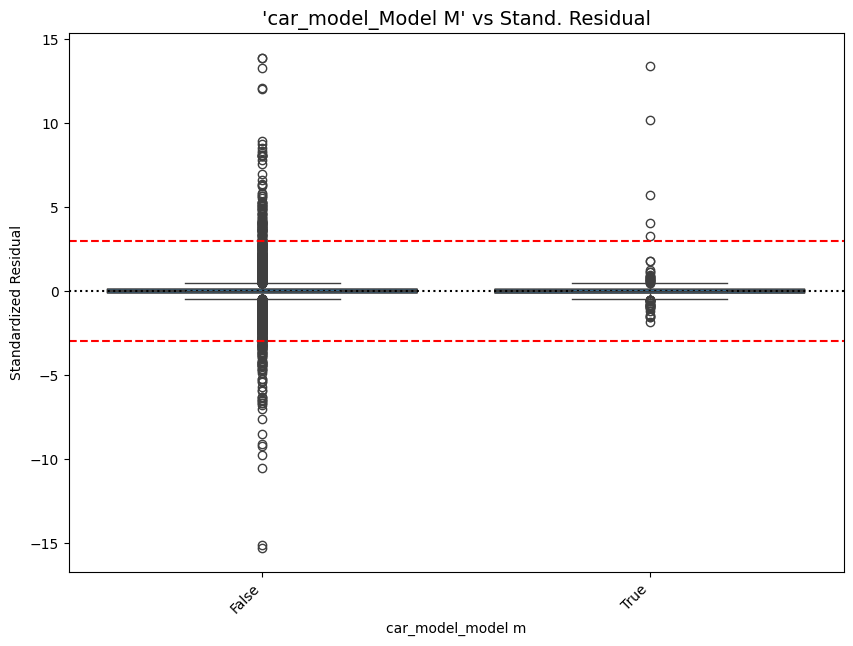 'car_model_Model M' vs Stand. Residual
15
10
5
0
−5
−10
−15
Standardized Residual
False
True
car_model_model m